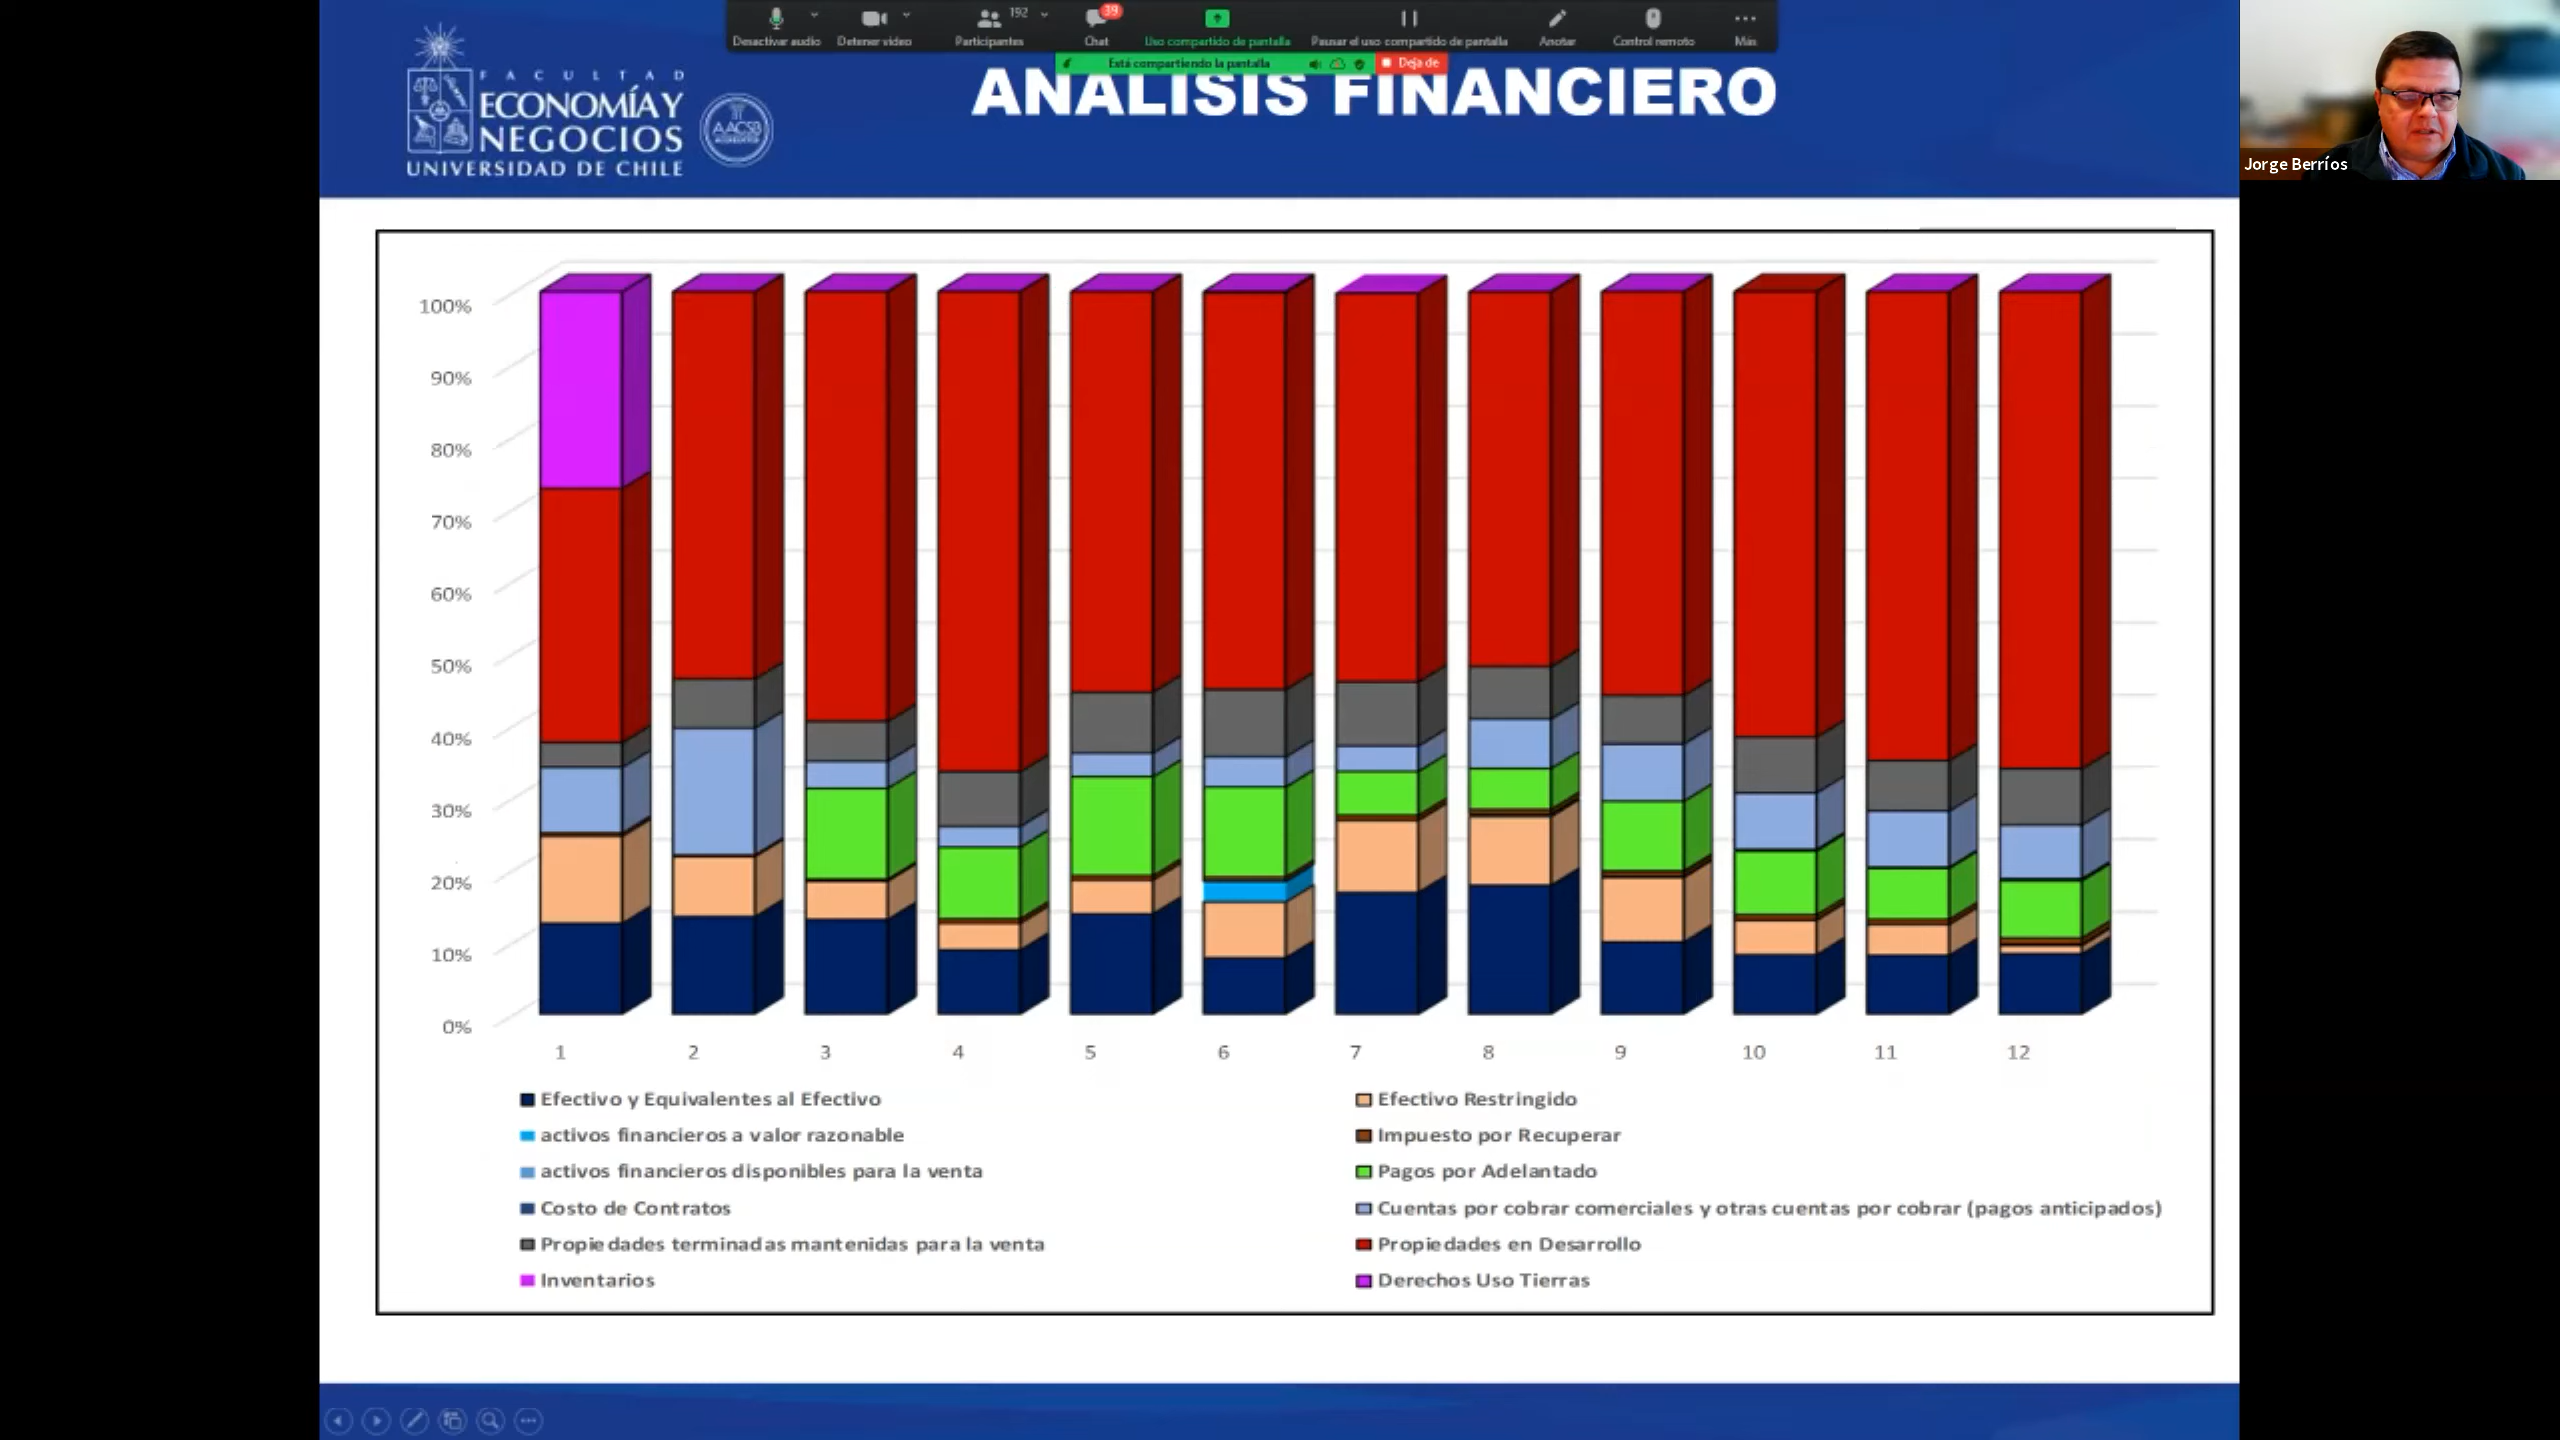 Desactivar audio
Detener video
Participantes
192
Chat
39
Uso compartido de pantalla
Pausar el uso compartido de pantalla
Anotar
Control remoto
Más
Está compartiendo la pantalla
Deja de
FACULTAD
ECONOMÍA Y
NEGOCIOS
UNIVERSIDAD DE CHILE
AACSB
ANALISIS FINANCIERO
Jorge Berríos
100%
90%
80%
70%
60%
50%
40%
30%
20%
10%
0%
1 2 3 4 5 6 7 8 9 10 11 12
Efectivo y Equivalentes al Efectivo
Efectivo Restringido
activos financieros a valor razonable
Impuesto por Recuperar
activos financieros disponibles para la venta
Pagos por Adelantado
Costo de Contratos
Cuentas por cobrar comerciales y otras cuentas por cobrar (pagos anticipados)
Propiedades terminadas mantenidas para la venta
Propiedades en Desarrollo
Inventarios
Derechos Uso Tierras